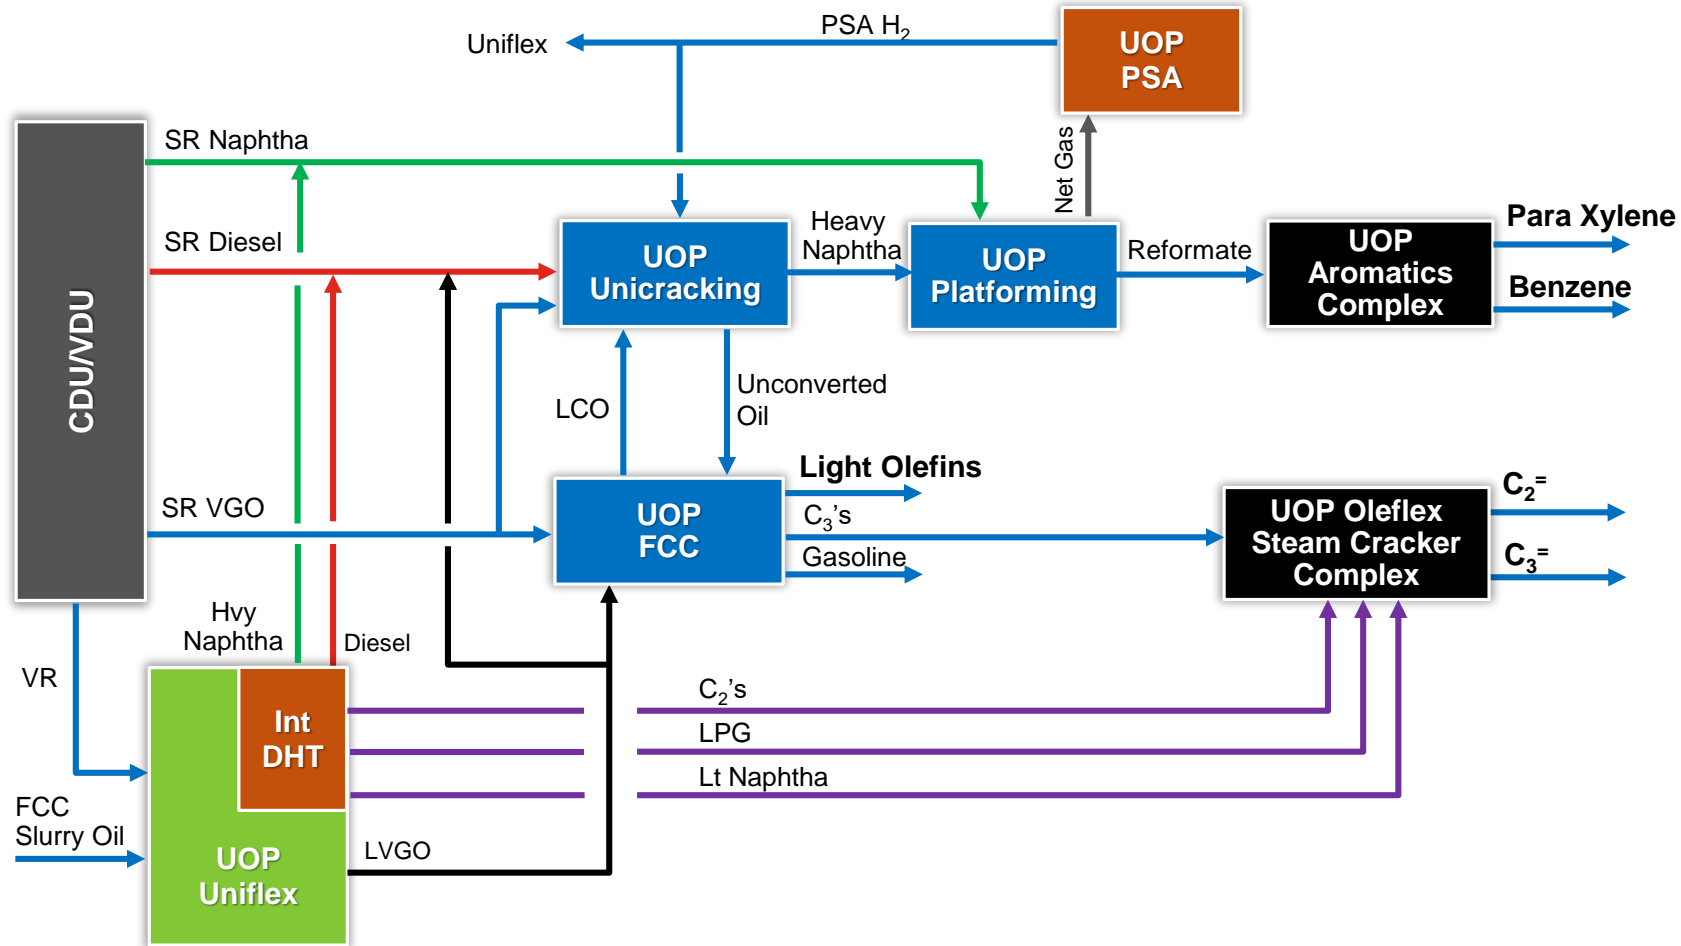 PSA H₂
Uniflex
UOP
PSA
SR Naphtha
Net Gas
SR Diesel
UOP
Unicracking
Heavy
Naphtha
UOP
Platforming
Reformate
UOP
Aromatics
Complex
Para Xylene
Benzene
CDU/VDU
LCO
Unconverted
Oil
SR VGO
UOP
FCC
Light Olefins
C₃'s
Gasoline
UOP Oleflex
Steam Cracker
Complex
C₂⁼
C₃⁼
Hvy
Naphtha
Diesel
VR
Int
DHT
C₂'s
LPG
Lt Naphtha
FCC
Slurry Oil
UOP
Uniflex
LVGO